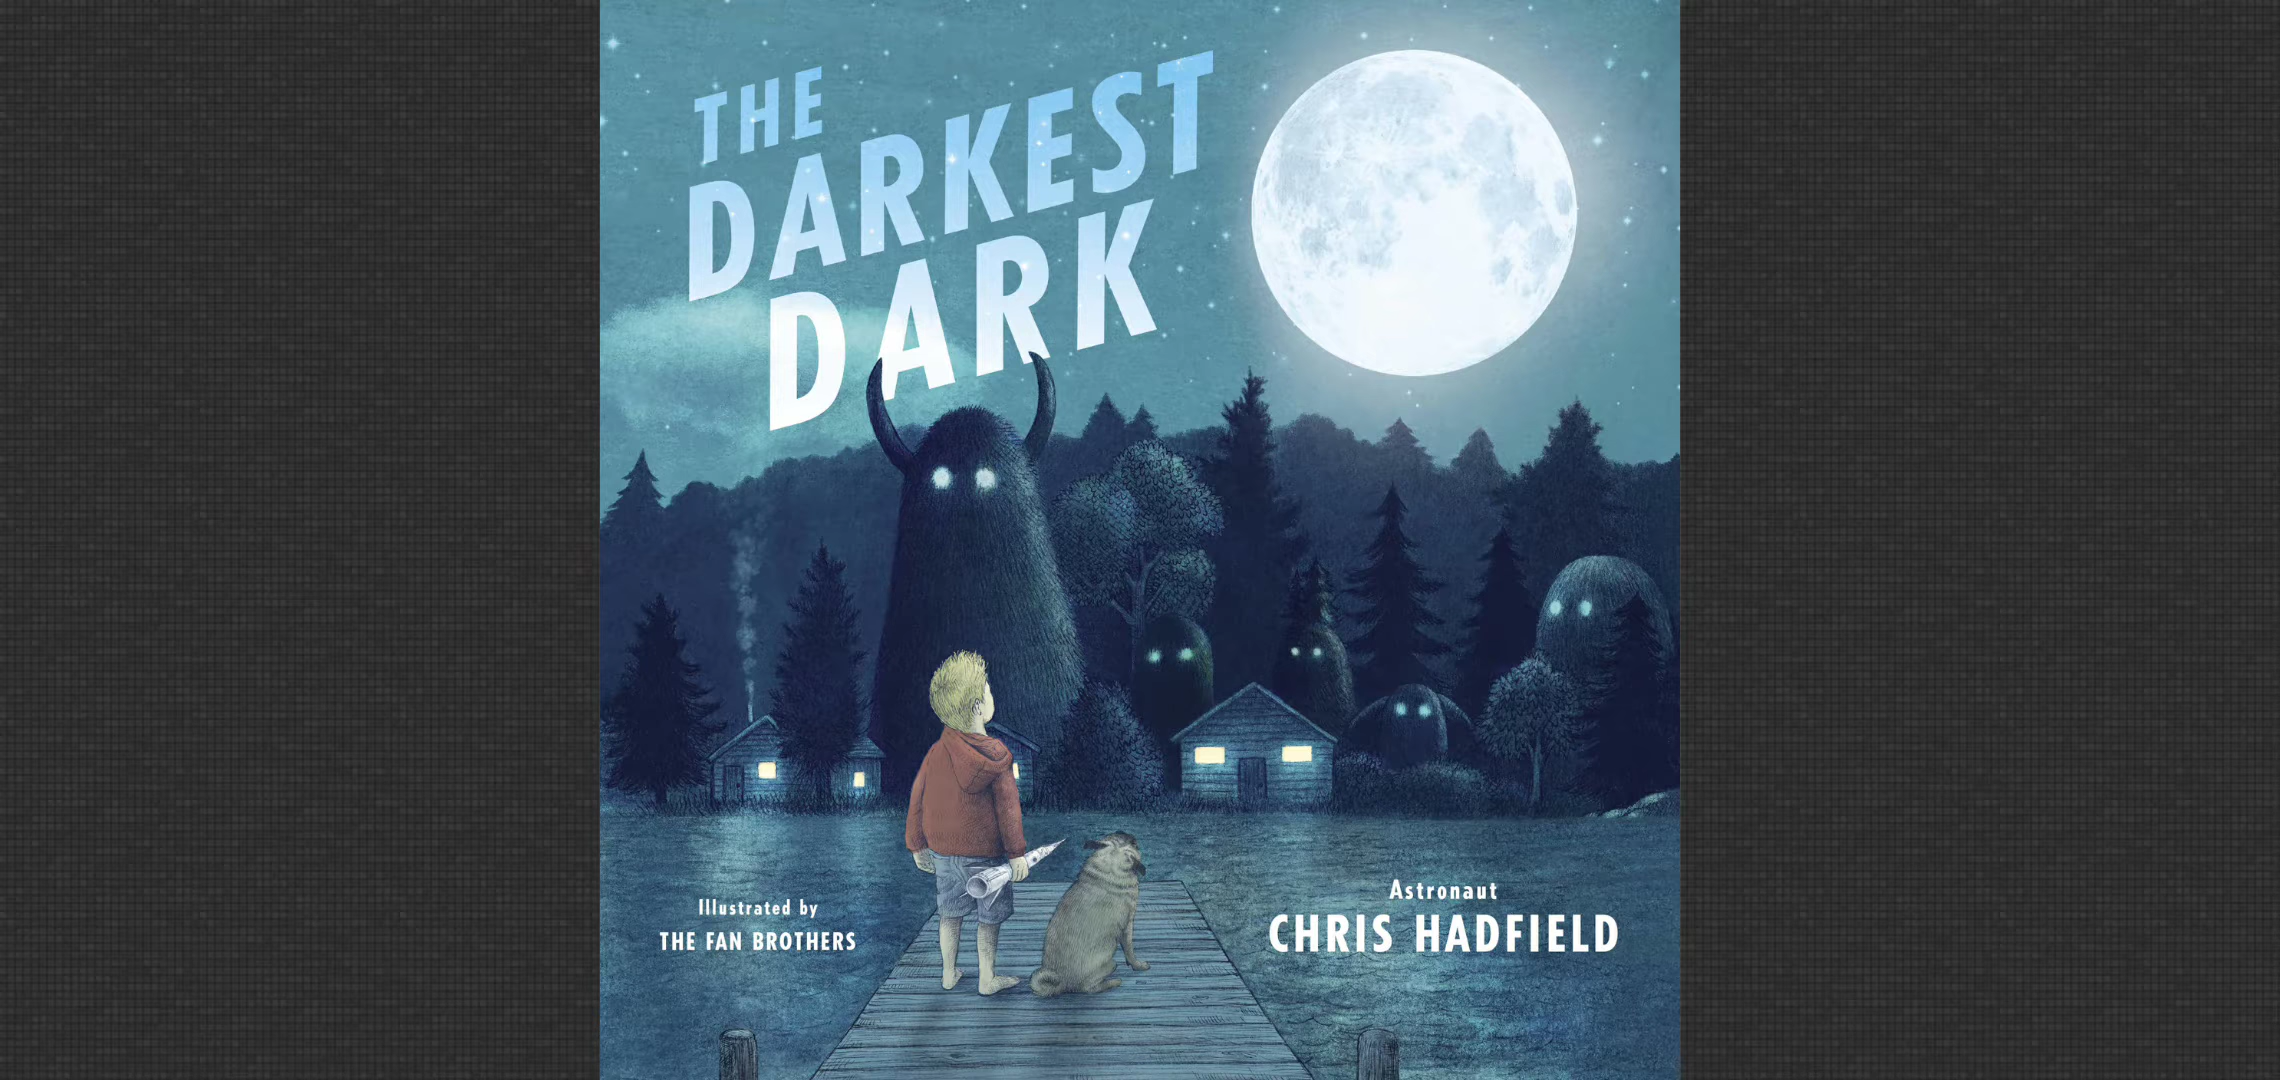 THE
DARKEST
DARK
Illustrated by
THE FAN BROTHERS
Astronaut
CHRIS HADFIELD